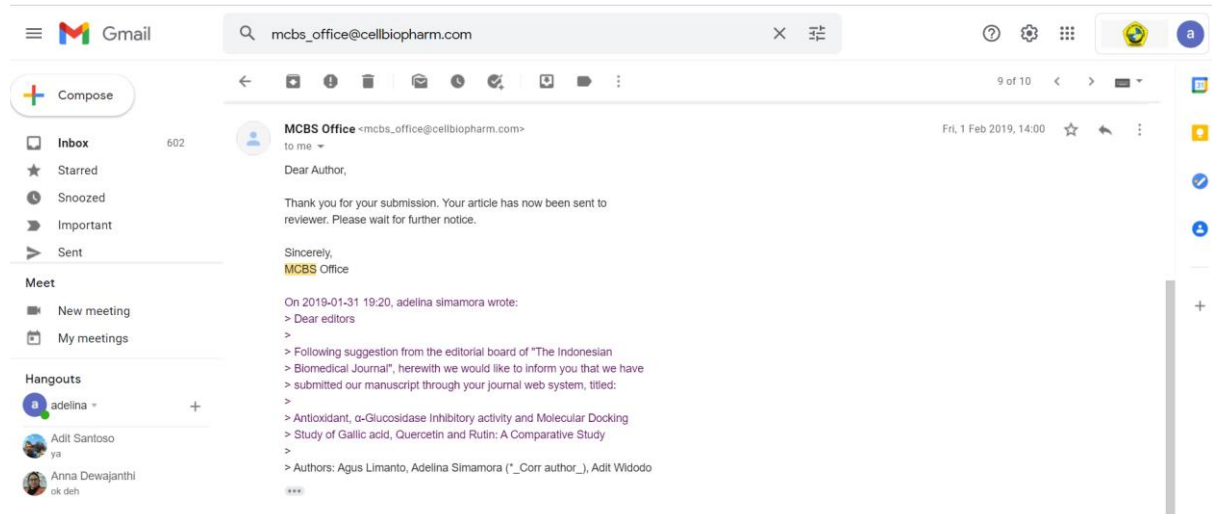 Gmail
mcbs_office@cellbiopharm.com
a
Compose
9 of 10
31
Inbox 602
Starred
Snoozed
Important
Sent
Meet
New meeting
My meetings
Hangouts
a adelina
Adit Santoso
ya
Anna Dewajanthi
ok deh
MCBS Office <mcbs_office@cellbiopharm.com>
Fri, 1 Feb 2019, 14:00
to me
Dear Author,
Thank you for your submission. Your article has now been sent to
reviewer. Please wait for further notice.
Sincerely,
MCBS Office
On 2019-01-31 19:20, adelina simamora wrote:
> Dear editors
>
> Following suggestion from the editorial board of "The Indonesian
> Biomedical Journal", herewith we would like to inform you that we have
> submitted our manuscript through your journal web system, titled:
>
> Antioxidant, α-Glucosidase Inhibitory activity and Molecular Docking
> Study of Gallic acid, Quercetin and Rutin: A Comparative Study
>
> Authors: Agus Limanto, Adelina Simamora (*_Corr author_), Adit Widodo